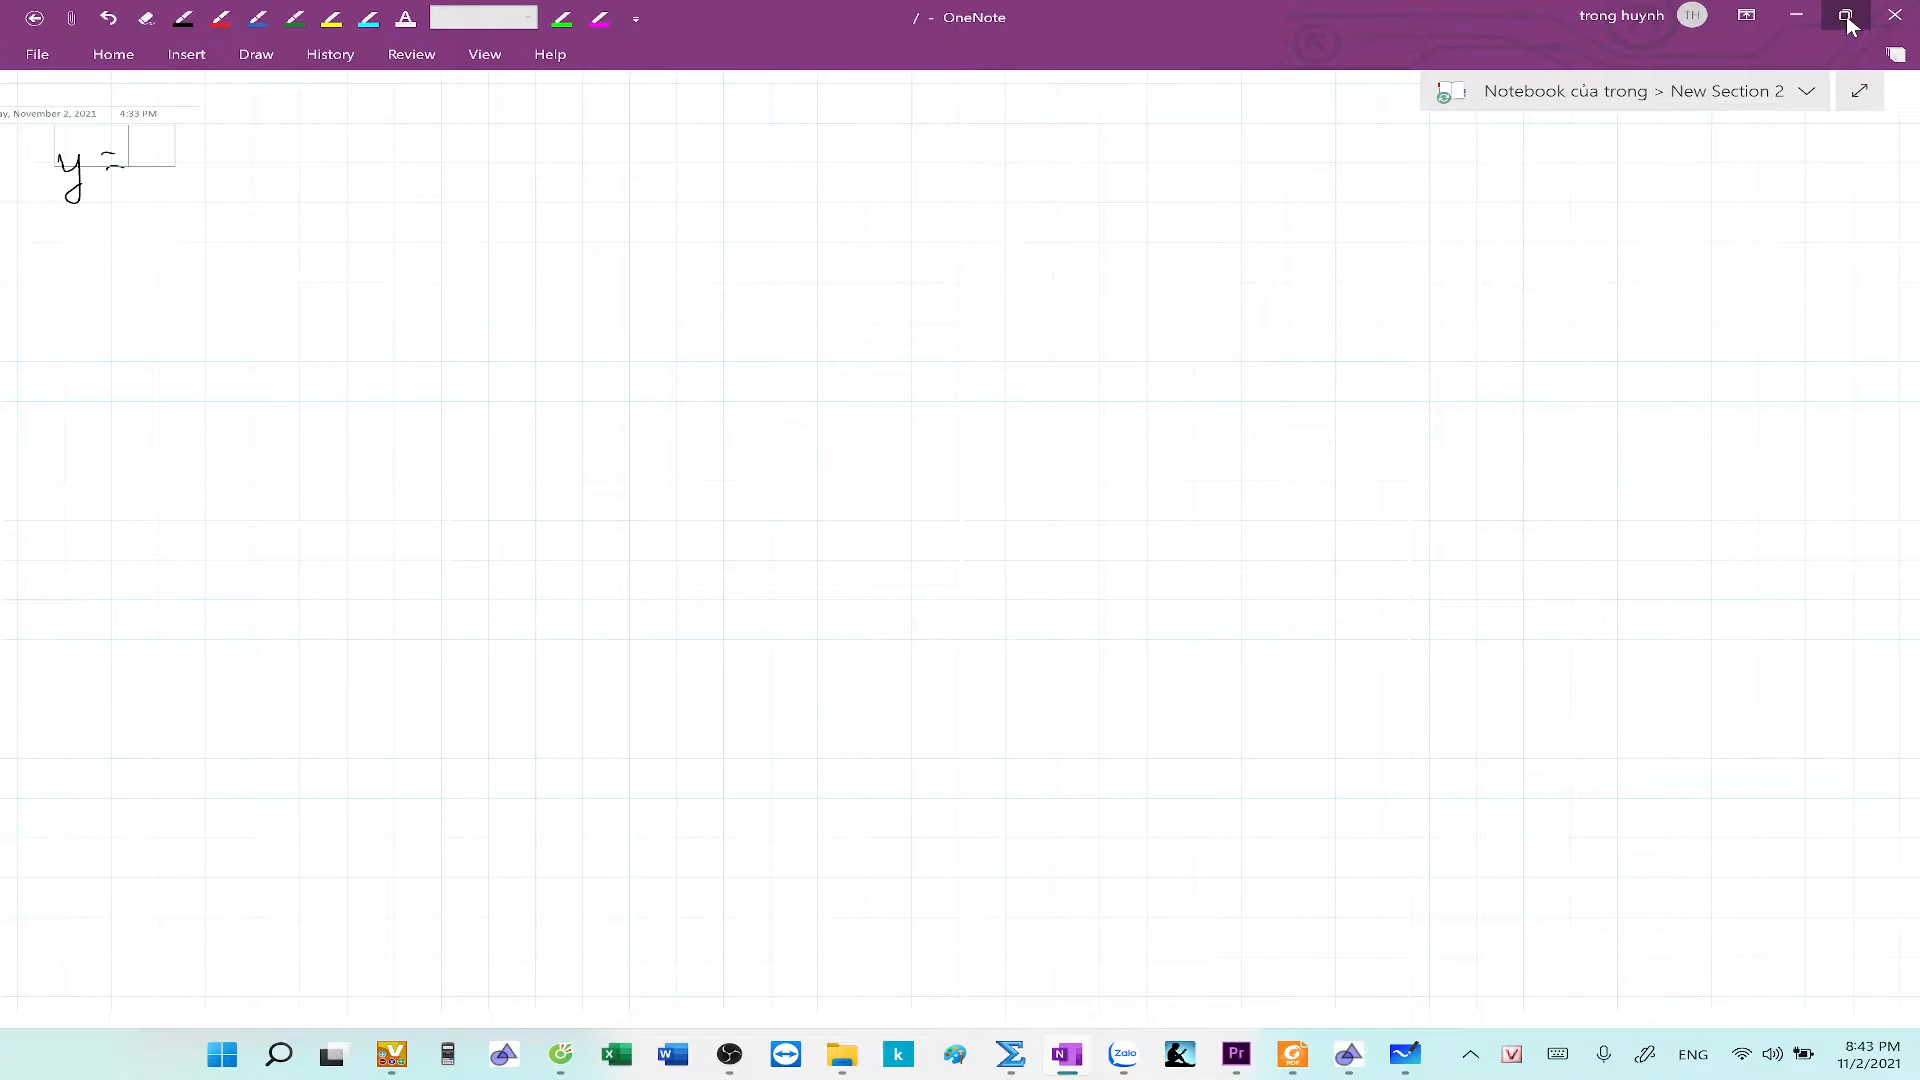 / - OneNote
trong huynh TH
File Home Insert Draw History Review View Help
Notebook của trong > New Section 2
ay, November 2, 2021 4:33 PM
y =
8:43 PM
ENG
11/2/2021